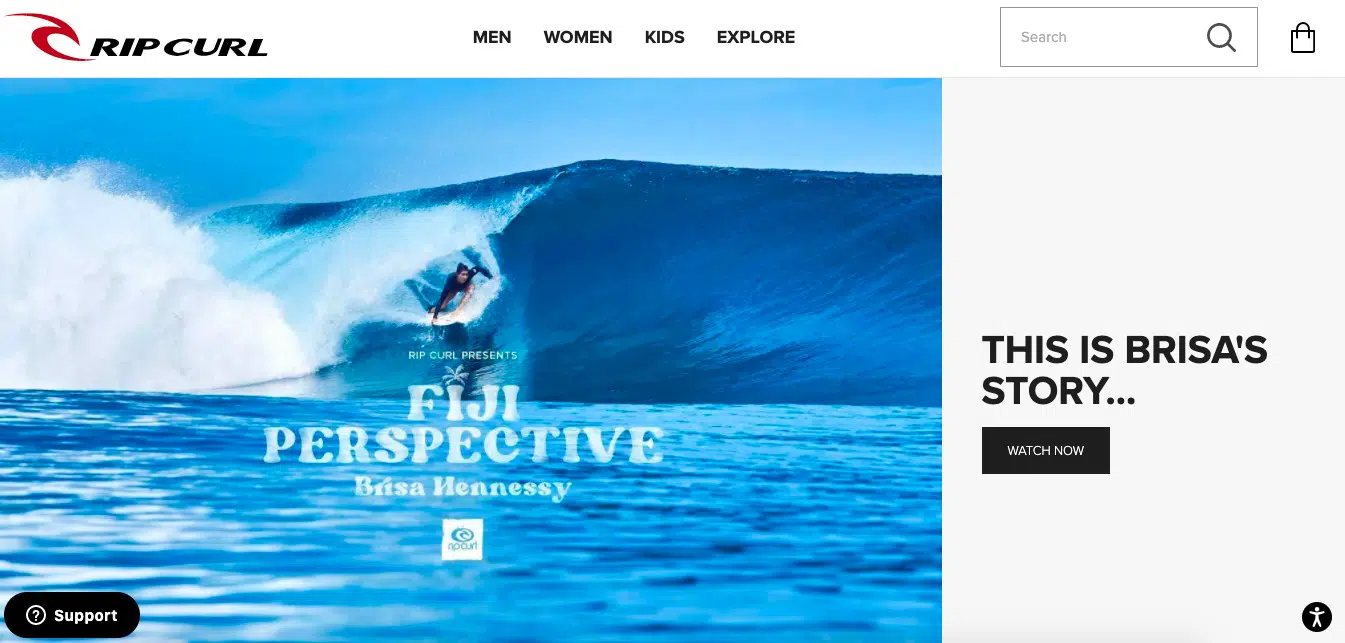 RIP CURL
MEN
WOMEN
KIDS
EXPLORE
Search
RIP CURL PRESENTS
FIJI
PERSPECTIVE
Brisa Hennessy
rip curl
THIS IS BRISA'S
STORY...
WATCH NOW
? Support